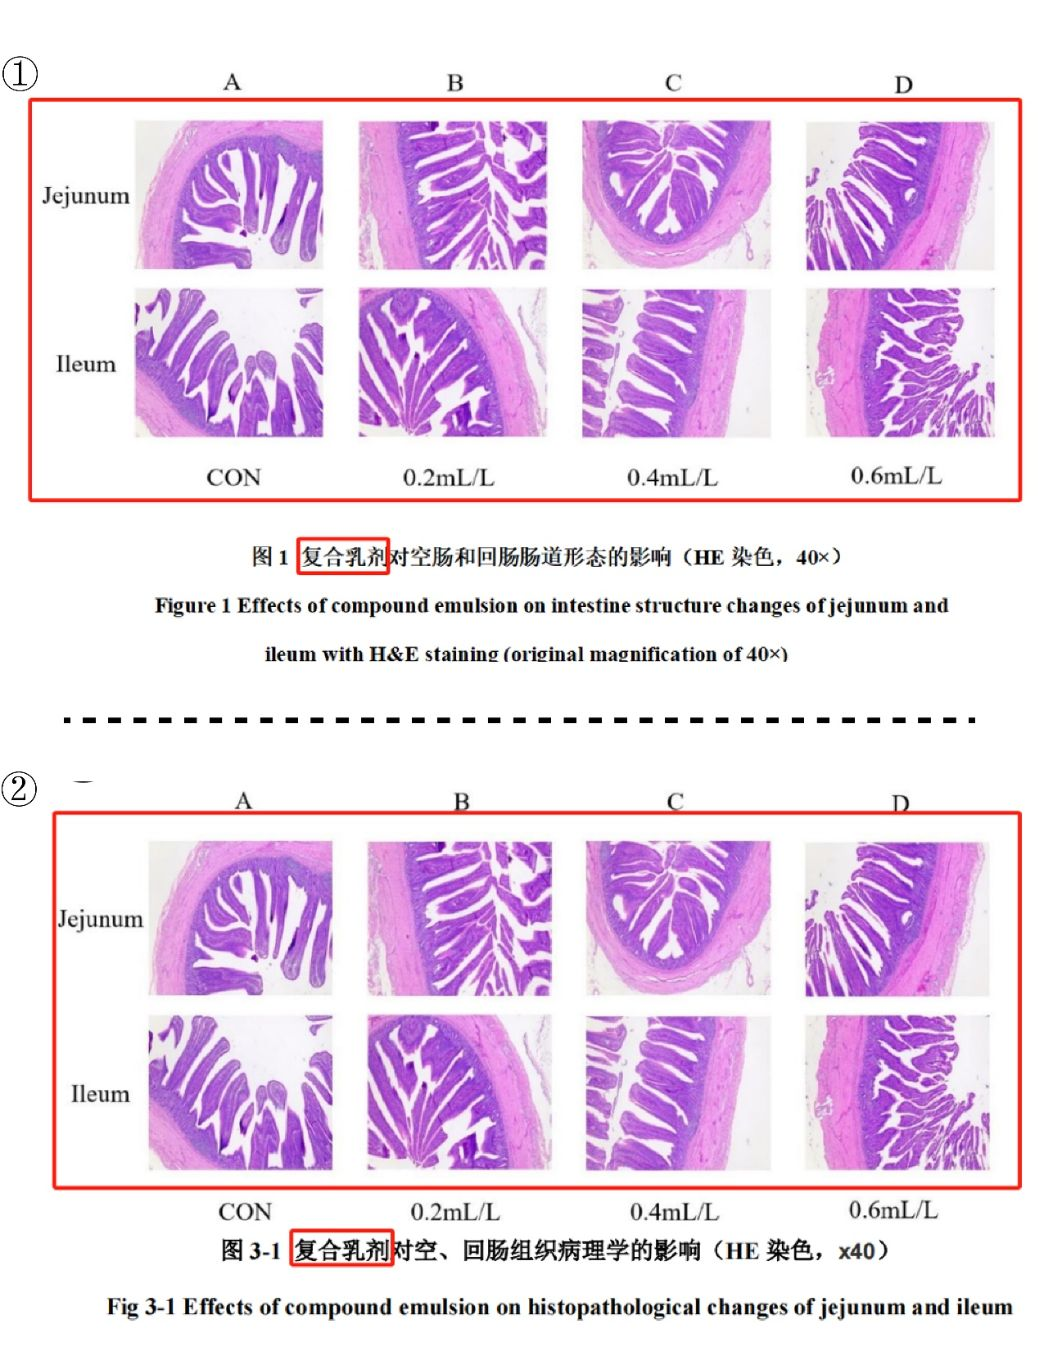 ①
A B C D
Jejunum
Ileum
CON 0.2mL/L 0.4mL/L 0.6mL/L
图 1 复合乳剂对空肠和回肠肠道形态的影响（HE 染色，40×）
Figure 1 Effects of compound emulsion on intestine structure changes of jejunum and
ileum with H&E staining (original magnification of 40×)
②
A B C D
Jejunum
Ileum
CON 0.2mL/L 0.4mL/L 0.6mL/L
图 3-1 复合乳剂对空、回肠组织病理学的影响（HE 染色，x40）
Fig 3-1 Effects of compound emulsion on histopathological changes of jejunum and ileum